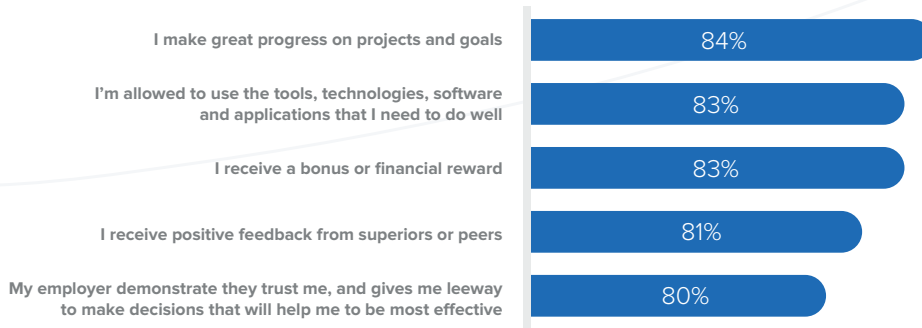 I make great progress on projects and goals
84%
I'm allowed to use the tools, technologies, software
and applications that I need to do well
83%
I receive a bonus or financial reward
83%
I receive positive feedback from superiors or peers
81%
My employer demonstrate they trust me, and gives me leeway
to make decisions that will help me to be most effective
80%